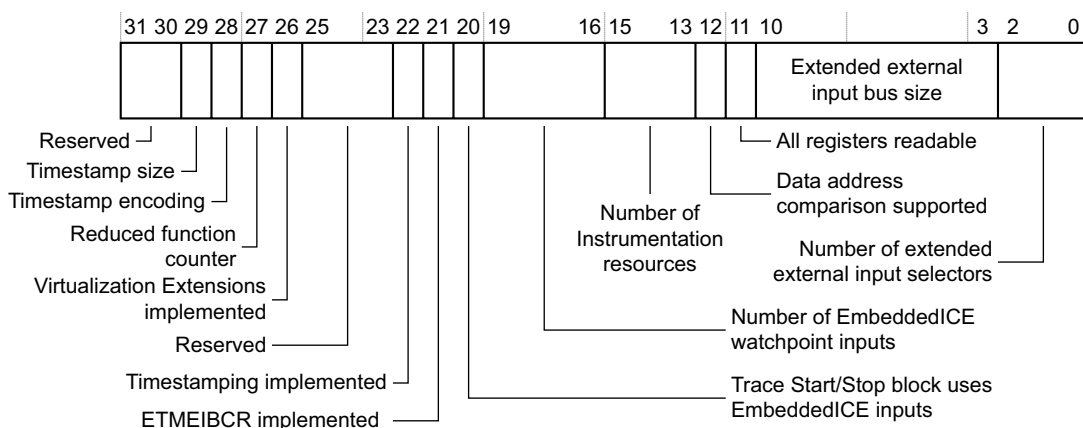 31 30 29 28 27 26 25 23 22 21 20 19 16 15 13 12 11 10 3 2 0
Extended external
input bus size
Reserved
All registers readable
Timestamp size
Data address
comparison supported
Timestamp encoding
Number of
Instrumentation
resources
Reduced function
counter
Number of extended
external input selectors
Virtualization Extensions
implemented
Number of EmbeddedICE
watchpoint inputs
Reserved
Timestamping implemented
Trace Start/Stop block uses
EmbeddedICE inputs
ETMEIBCR implemented